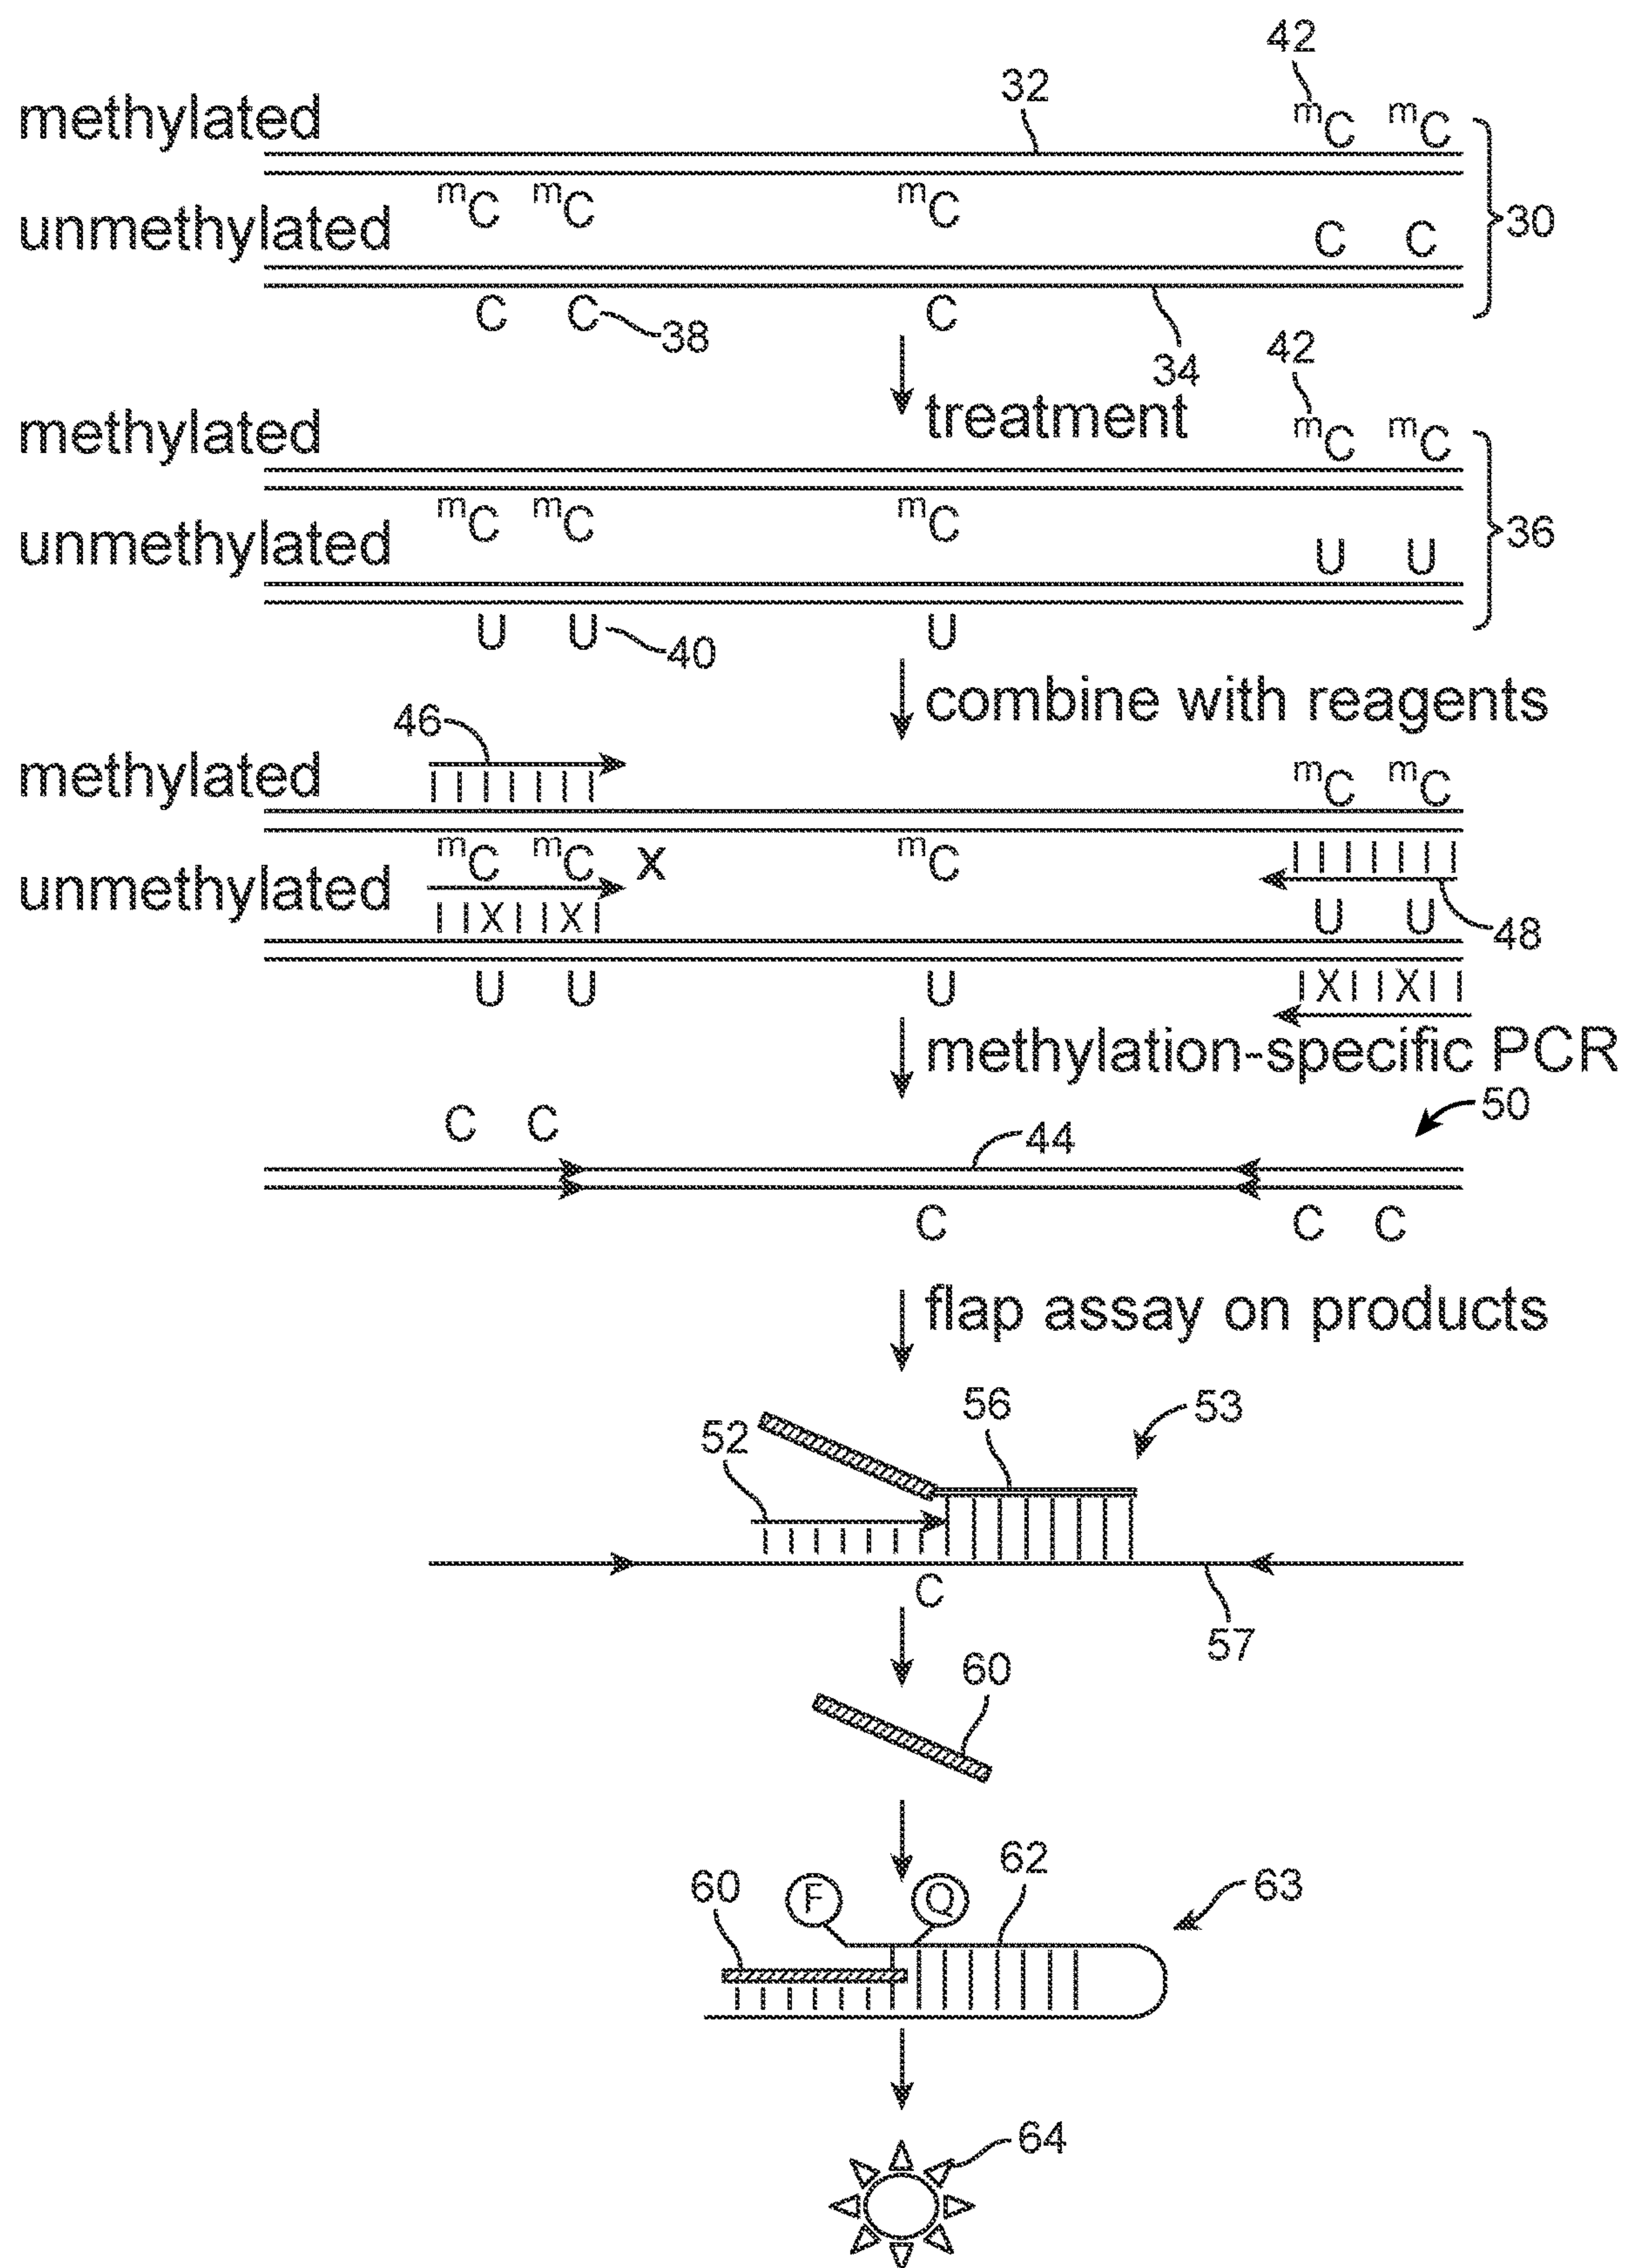 42
32
methylated
mC mC
mC mC mC
30
unmethylated
C C
C C C
38
34
42
treatment
methylated
mC mC
mC mC mC
36
unmethylated
U U
U U U
40
combine with reagents
46
methylated
mC mC
mC mC X mC
unmethylated
U U
48
X X
U U U
X X
methylation-specific PCR
50
C C
44
C C C
flap assay on products
56
53
52
C
57
60
62
60
F Q
63
64